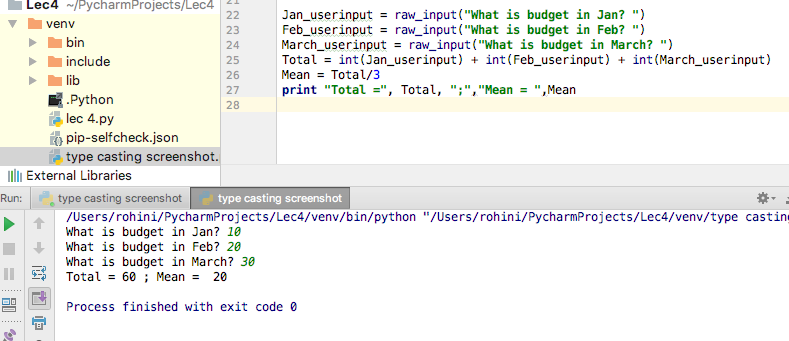 Lec4 ~/PycharmProjects/Lec4
venv
bin
include
lib
.Python
lec 4.py
pip-selfcheck.json
type casting screenshot.
External Libraries
22 Jan_userinput = raw_input("What is budget in Jan? ")
23 Feb_userinput = raw_input("What is budget in Feb? ")
24 March_userinput = raw_input("What is budget in March? ")
25 Total = int(Jan_userinput) + int(Feb_userinput) + int(March_userinput)
26 Mean = Total/3
27 print "Total =", Total, ";","Mean = ",Mean
28
Run: type casting screenshot type casting screenshot
/Users/rohini/PycharmProjects/Lec4/venv/bin/python "/Users/rohini/PycharmProjects/Lec4/venv/type casting
What is budget in Jan? 10
What is budget in Feb? 20
What is budget in March? 30
Total = 60 ; Mean =  20
Process finished with exit code 0